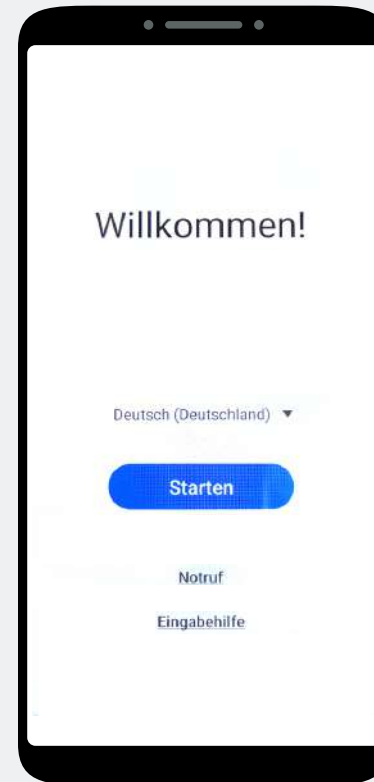 Willkommen!
Deutsch (Deutschland)
Starten
Notruf
Eingabehilfe